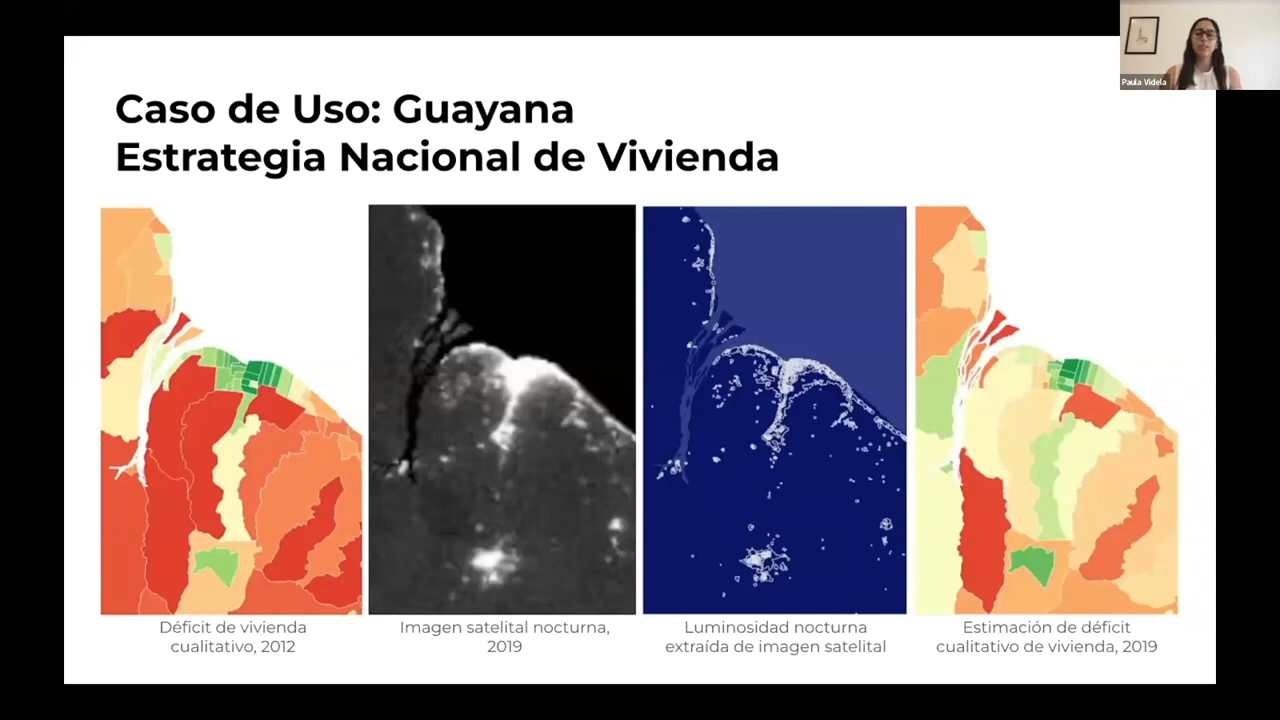 Paula Videla
Caso de Uso: Guayana
Estrategia Nacional de Vivienda
Déficit de vivienda
cualitativo, 2012
Imagen satelital nocturna,
2019
Luminosidad nocturna
extraída de imagen satelital
Estimación de déficit
cualitativo de vivienda, 2019